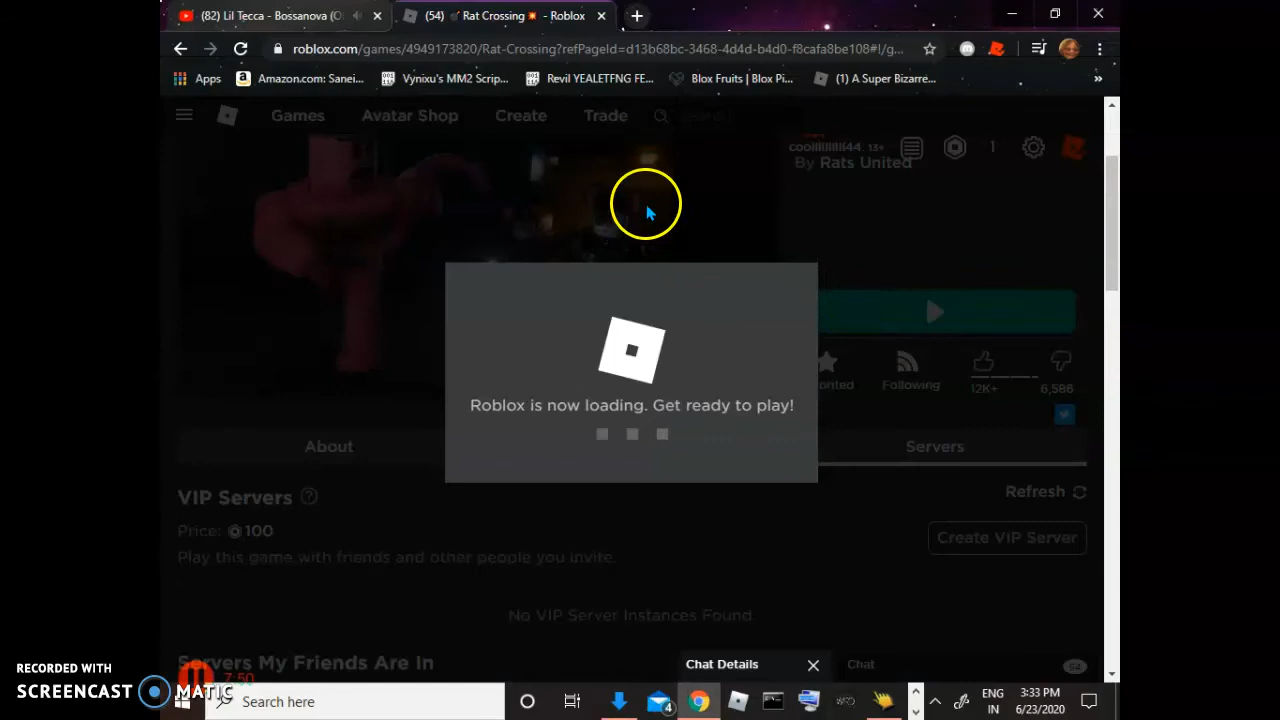 (82) Lil Tecca - Bossanova (O
(54) 💣 Rat Crossing💥 - Roblox
roblox.com/games/4949173820/Rat-Crossing?refPageId=d13b68bc-3468-4d4d-b4d0-f8cafa8be108#!/g...
Apps
Amazon.com: Sanei...
Vynixu's MM2 Scrip...
Revil YEALETFNG FE...
Blox Fruits | Blox Pi...
(1) A Super Bizarre...
»
Games
Avatar Shop
Create
Trade
13+
1
By Rats United
Roblox is now loading. Get ready to play!
Following
12K+
6,586
About
Servers
VIP Servers
Refresh
Price: 100
Create VIP Server
Play this game with friends and other people you invite.
No VIP Server Instances Found.
Servers My Friends Are In
Chat Details
Chat
54
7:50
RECORDED WITH
SCREENCAST MATIC
Search here
4
ENG
IN
3:33 PM
6/23/2020